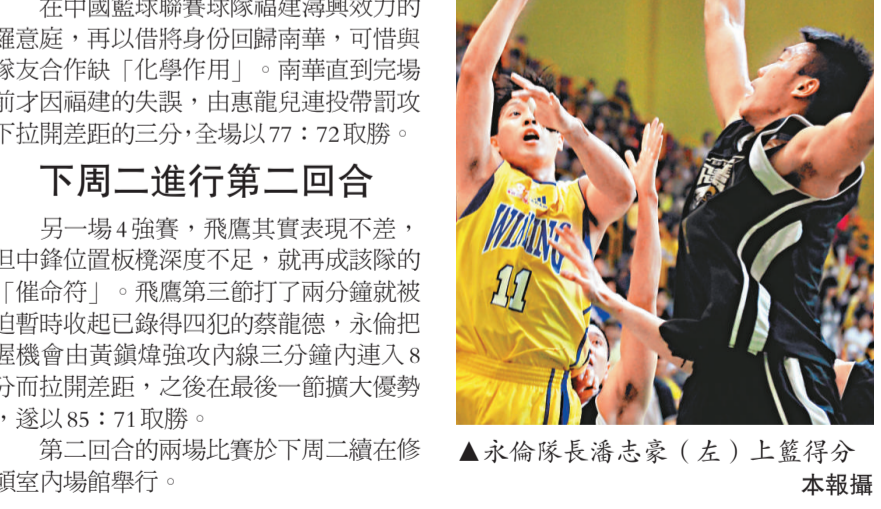 在中國籃球聯賽球隊福建潯興效力的
羅意庭，再以借將身份回歸南華，可惜與
隊友合作缺「化學作用」。南華直到完場
前才因福建的失誤，由惠龍兒連投帶罰攻
下拉開差距的三分，全場以77：72取勝。
下周二進行第二回合
另一場4強賽，飛鷹其實表現不差，
但中鋒位置板櫈深度不足，就再成該隊的
「催命符」。飛鷹第三節打了兩分鐘就被
迫暫時收起已錄得四犯的蔡龍德，永倫把
握機會由黃鎮煒強攻內線三分鐘內連入8
分而拉開差距，之後在最後一節擴大優勢
，遂以85：71取勝。
第二回合的兩場比賽於下周二續在修
頓室內場館舉行。
WINLING
11
▲永倫隊長潘志豪（左）上籃得分
本報攝